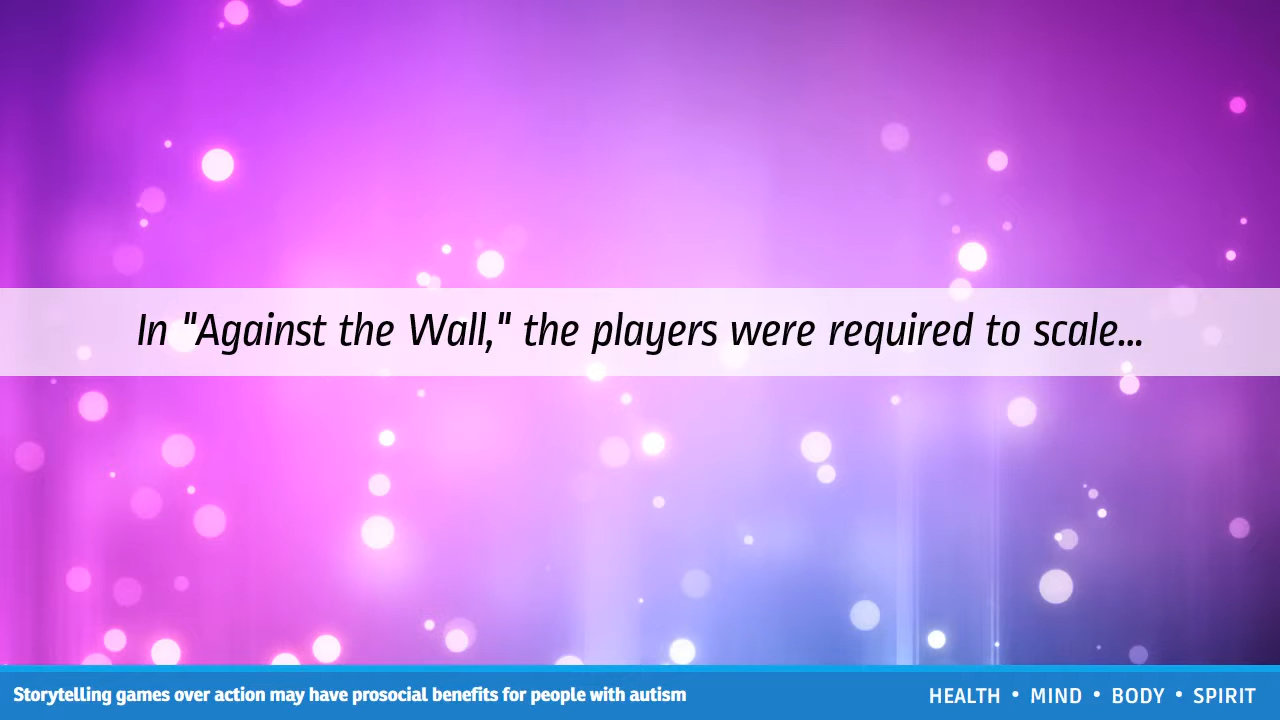 In "Against the Wall," the players were required to scale...
Storytelling games over action may have prosocial benefits for people with autism
HEALTH • MIND • BODY • SPIRIT